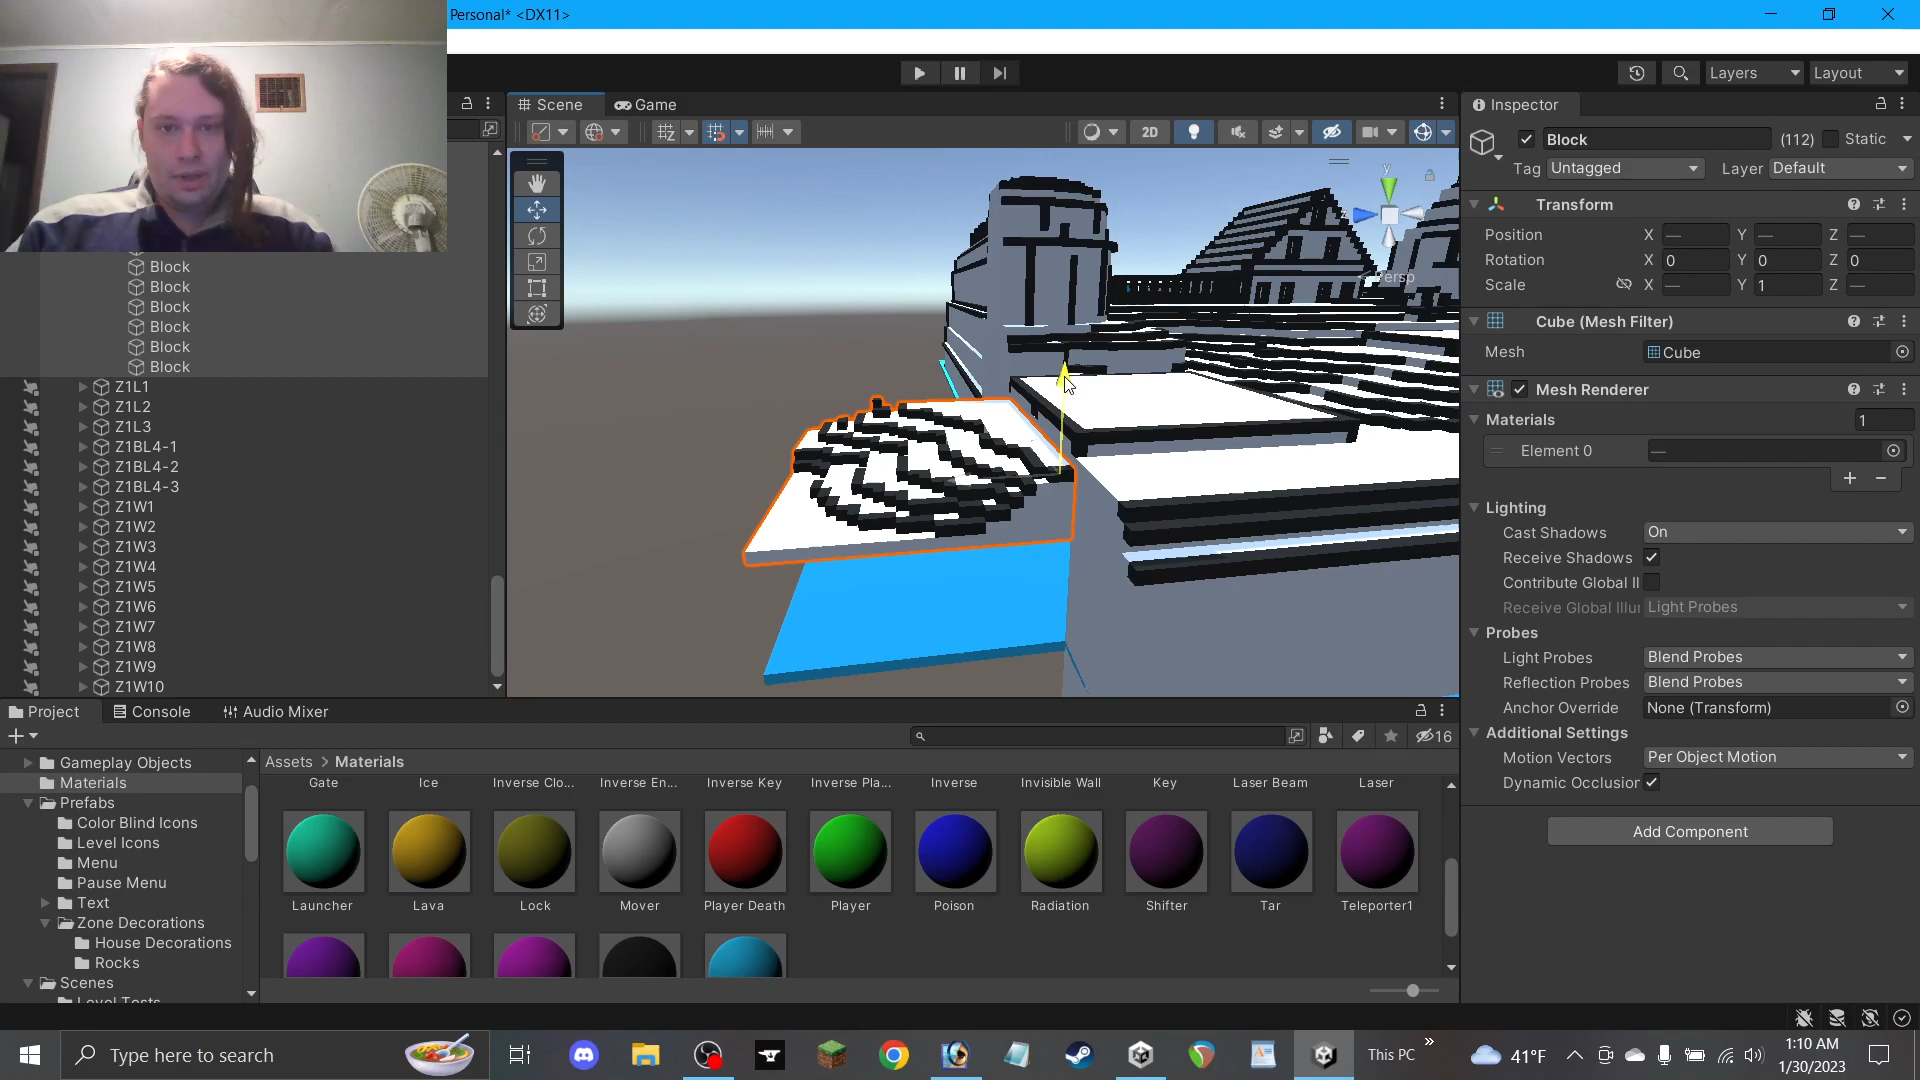 Personal* <DX11>
Layers
Layout
Scene
Game
2D
Persp
y
Inspector
Block
(112)
Static
Tag
Untagged
Layer
Default
Transform
Position
X
—
Y
—
Z
—
Rotation
X
0
Y
0
Z
0
Scale
X
—
Y
1
Z
—
Cube (Mesh Filter)
Mesh
Cube
Mesh Renderer
Materials
1
Element 0
—
Lighting
Cast Shadows
On
Receive Shadows
Contribute Global Il
Receive Global Illui
Light Probes
Probes
Light Probes
Blend Probes
Reflection Probes
Blend Probes
Anchor Override
None (Transform)
Additional Settings
Motion Vectors
Per Object Motion
Dynamic Occlusion
Add Component
Block
Block
Block
Block
Block
Block
Z1L1
Z1L2
Z1L3
Z1BL4-1
Z1BL4-2
Z1BL4-3
Z1W1
Z1W2
Z1W3
Z1W4
Z1W5
Z1W6
Z1W7
Z1W8
Z1W9
Z1W10
Project
Console
Audio Mixer
16
Gameplay Objects
Materials
Prefabs
Color Blind Icons
Level Icons
Menu
Pause Menu
Text
Zone Decorations
House Decorations
Rocks
Scenes
Level Tests
Assets > Materials
Gate
Ice
Inverse Clo...
Inverse En...
Inverse Key
Inverse Pla...
Inverse
Invisible Wall
Key
Laser Beam
Laser
Launcher
Lava
Lock
Mover
Player Death
Player
Poison
Radiation
Shifter
Tar
Teleporter1
Type here to search
This PC
»
41°F
1:10 AM
1/30/2023